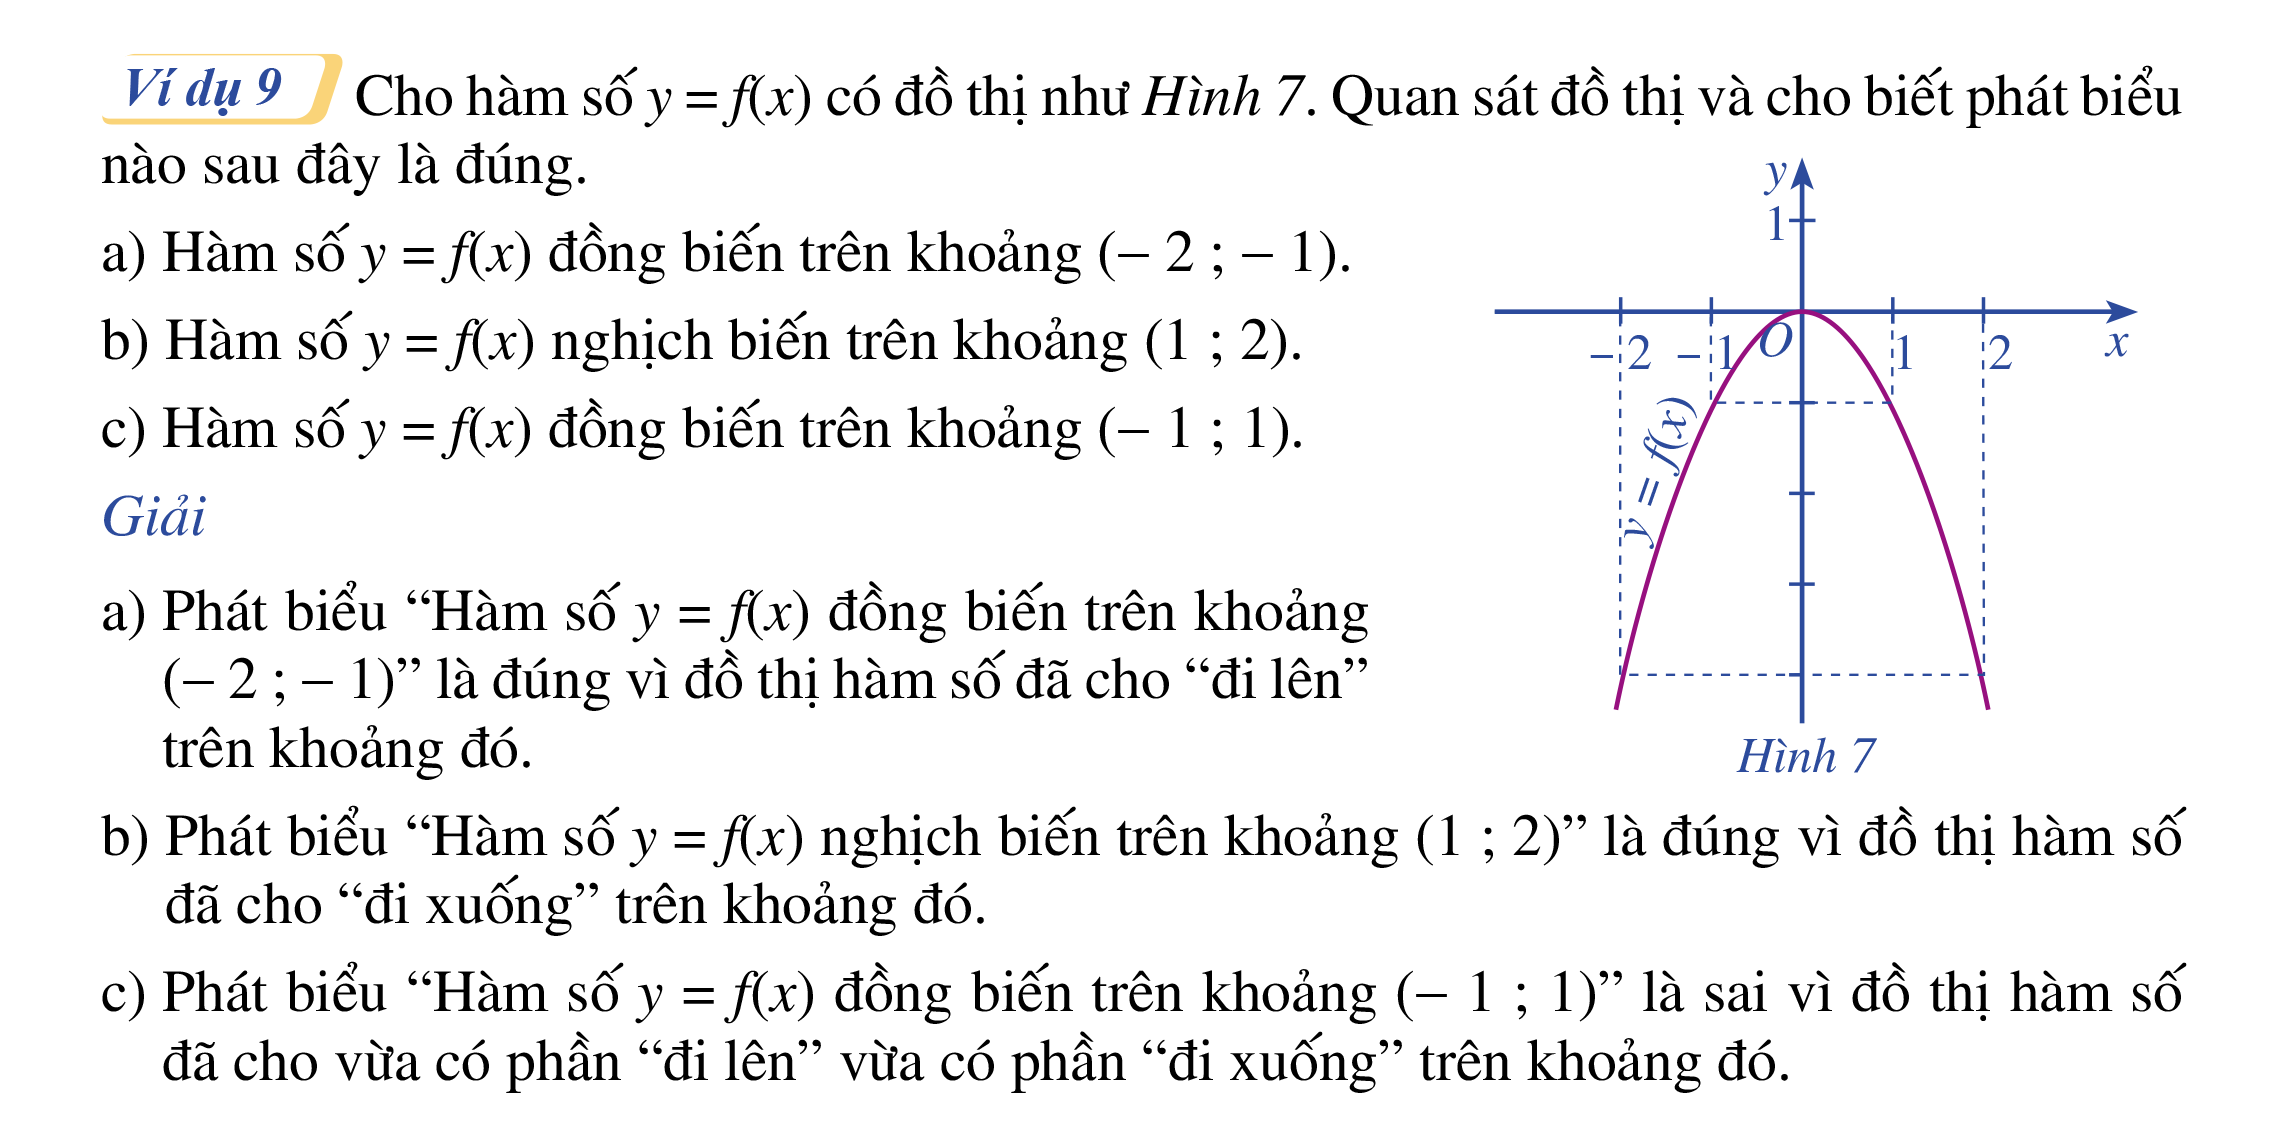 Ví dụ 9 Cho hàm số y = f(x) có đồ thị như Hình 7. Quan sát đồ thị và cho biết phát biểu
nào sau đây là đúng.
a) Hàm số y = f(x) đồng biến trên khoảng (– 2 ; – 1).
b) Hàm số y = f(x) nghịch biến trên khoảng (1 ; 2).
c) Hàm số y = f(x) đồng biến trên khoảng (– 1 ; 1).
y
1
– 2 – 1 O 1 2 x
y = f(x)
Hình 7
Giải
a) Phát biểu “Hàm số y = f(x) đồng biến trên khoảng
(– 2 ; – 1)” là đúng vì đồ thị hàm số đã cho “đi lên”
trên khoảng đó.
b) Phát biểu “Hàm số y = f(x) nghịch biến trên khoảng (1 ; 2)” là đúng vì đồ thị hàm số
đã cho “đi xuống” trên khoảng đó.
c) Phát biểu “Hàm số y = f(x) đồng biến trên khoảng (– 1 ; 1)” là sai vì đồ thị hàm số
đã cho vừa có phần “đi lên” vừa có phần “đi xuống” trên khoảng đó.